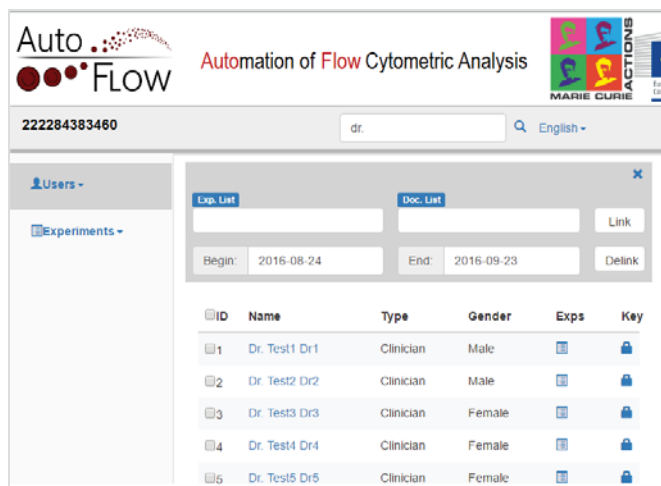 Auto
FLOW
Automation of Flow Cytometric Analysis
ACTIONS
MARIE CURIE
222284383460
dr.
English
Users
Experiments
Exp. List
Doc. List
Link
Begin: 2016-08-24 End: 2016-09-23 Delink
ID Name Type Gender Exps Key
1 Dr. Test1 Dr1 Clinician Male
2 Dr. Test2 Dr2 Clinician Male
3 Dr. Test3 Dr3 Clinician Female
4 Dr. Test4 Dr4 Clinician Female
5 Dr. Test5 Dr5 Clinician Female